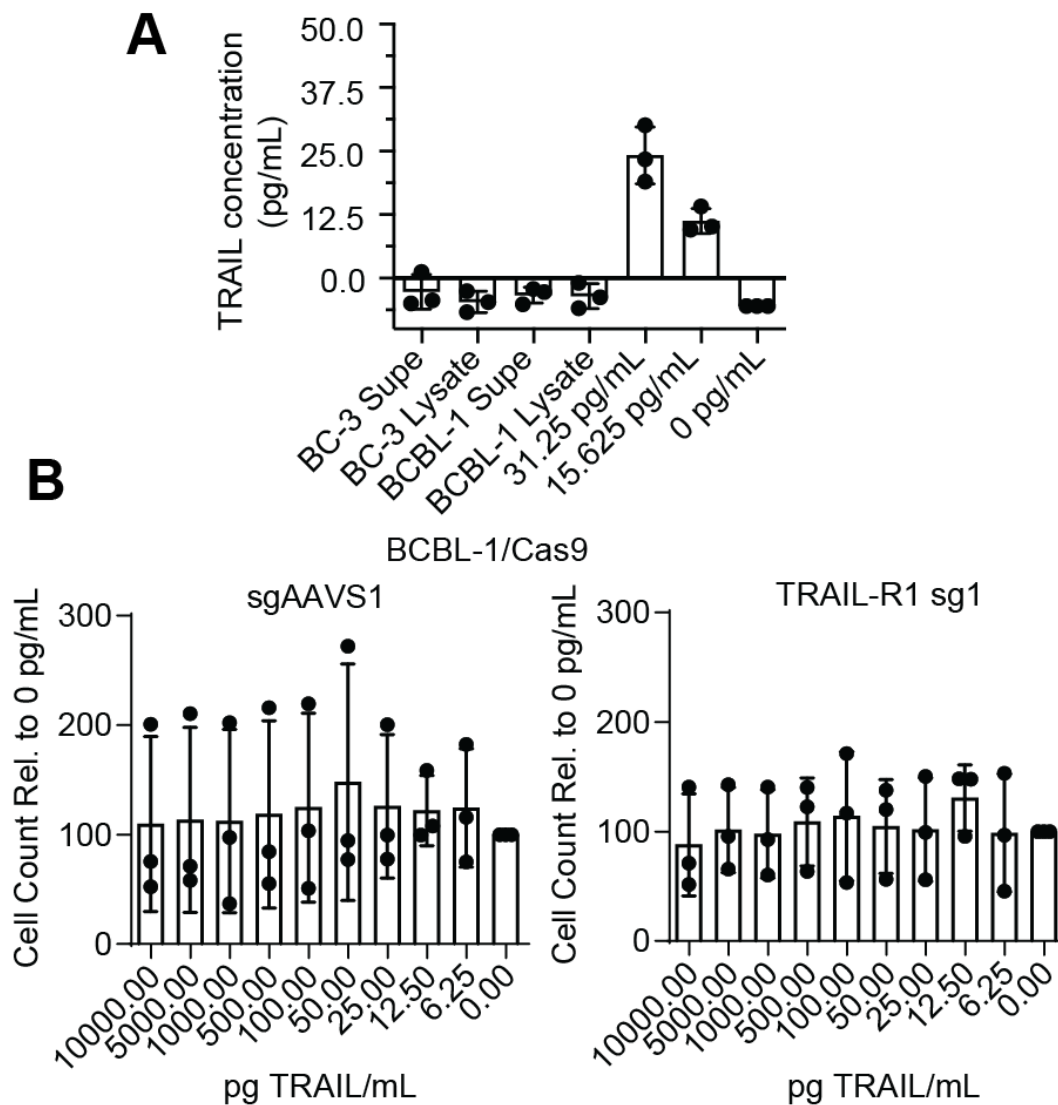 A
TRAIL concentration
(pg/mL)
50.0
37.5
25.0
12.5
0.0
BC-3 Supe
BC-3 Lysate
BCBL-1 Supe
BCBL-1 Lysate
31.25 pg/mL
15.625 pg/mL
0 pg/mL
B
BCBL-1/Cas9
sgAAVS1
Cell Count Rel. to 0 pg/mL
300
200
100
0
10000.00
5000.00
1000.00
500.00
100.00
50.00
25.00
12.50
6.25
0.00
pg TRAIL/mL
TRAIL-R1 sg1
Cell Count Rel. to 0 pg/mL
300
200
100
0
10000.00
5000.00
1000.00
500.00
100.00
50.00
25.00
12.50
6.25
0.00
pg TRAIL/mL